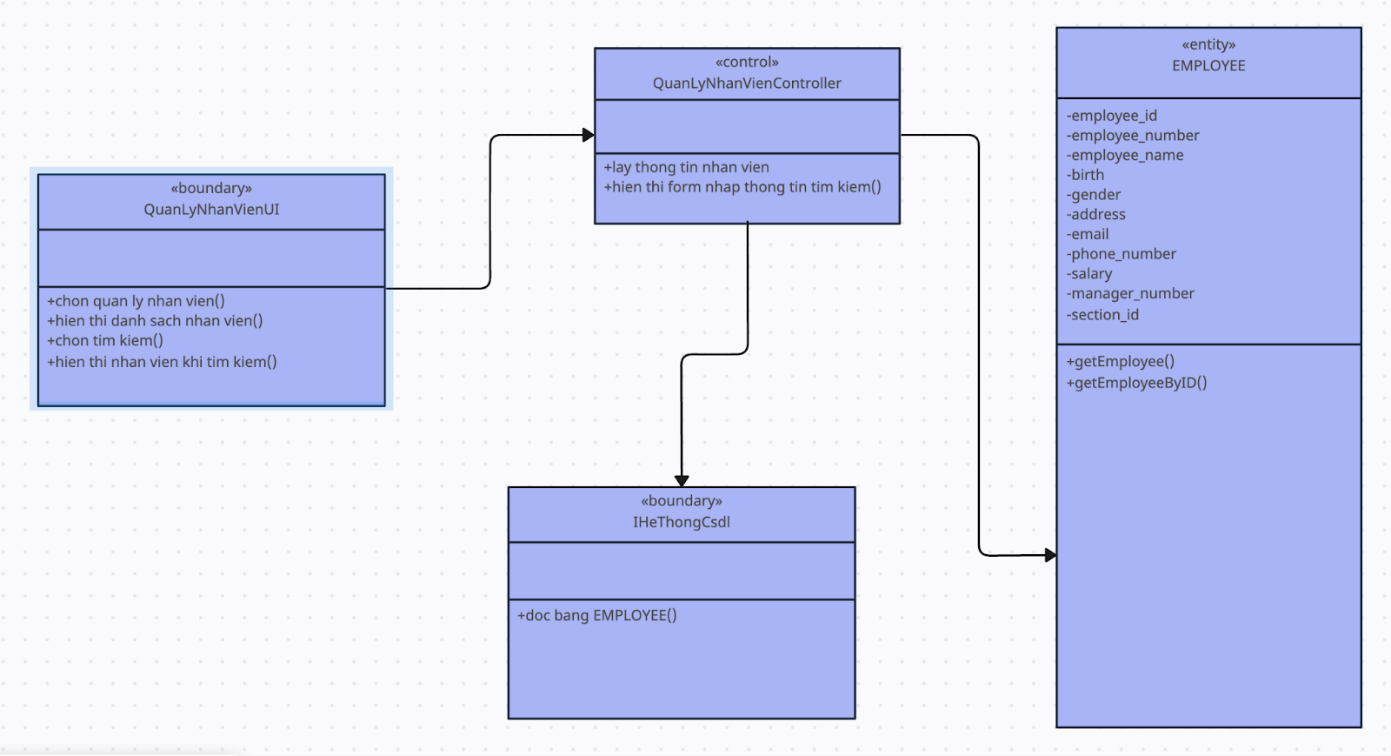 «boundary»
QuanLyNhanVienUI
+chon quan ly nhan vien()
+hien thi danh sach nhan vien()
+chon tim kiem()
+hien thi nhan vien khi tim kiem()
«control»
QuanLyNhanVienController
+lay thong tin nhan vien
+hien thi form nhap thong tin tim kiem()
«boundary»
IHeThongCsdl
+doc bang EMPLOYEE()
«entity»
EMPLOYEE
-employee_id
-employee_number
-employee_name
-birth
-gender
-address
-email
-phone_number
-salary
-manager_number
-section_id
+getEmployee()
+getEmployeeByID()